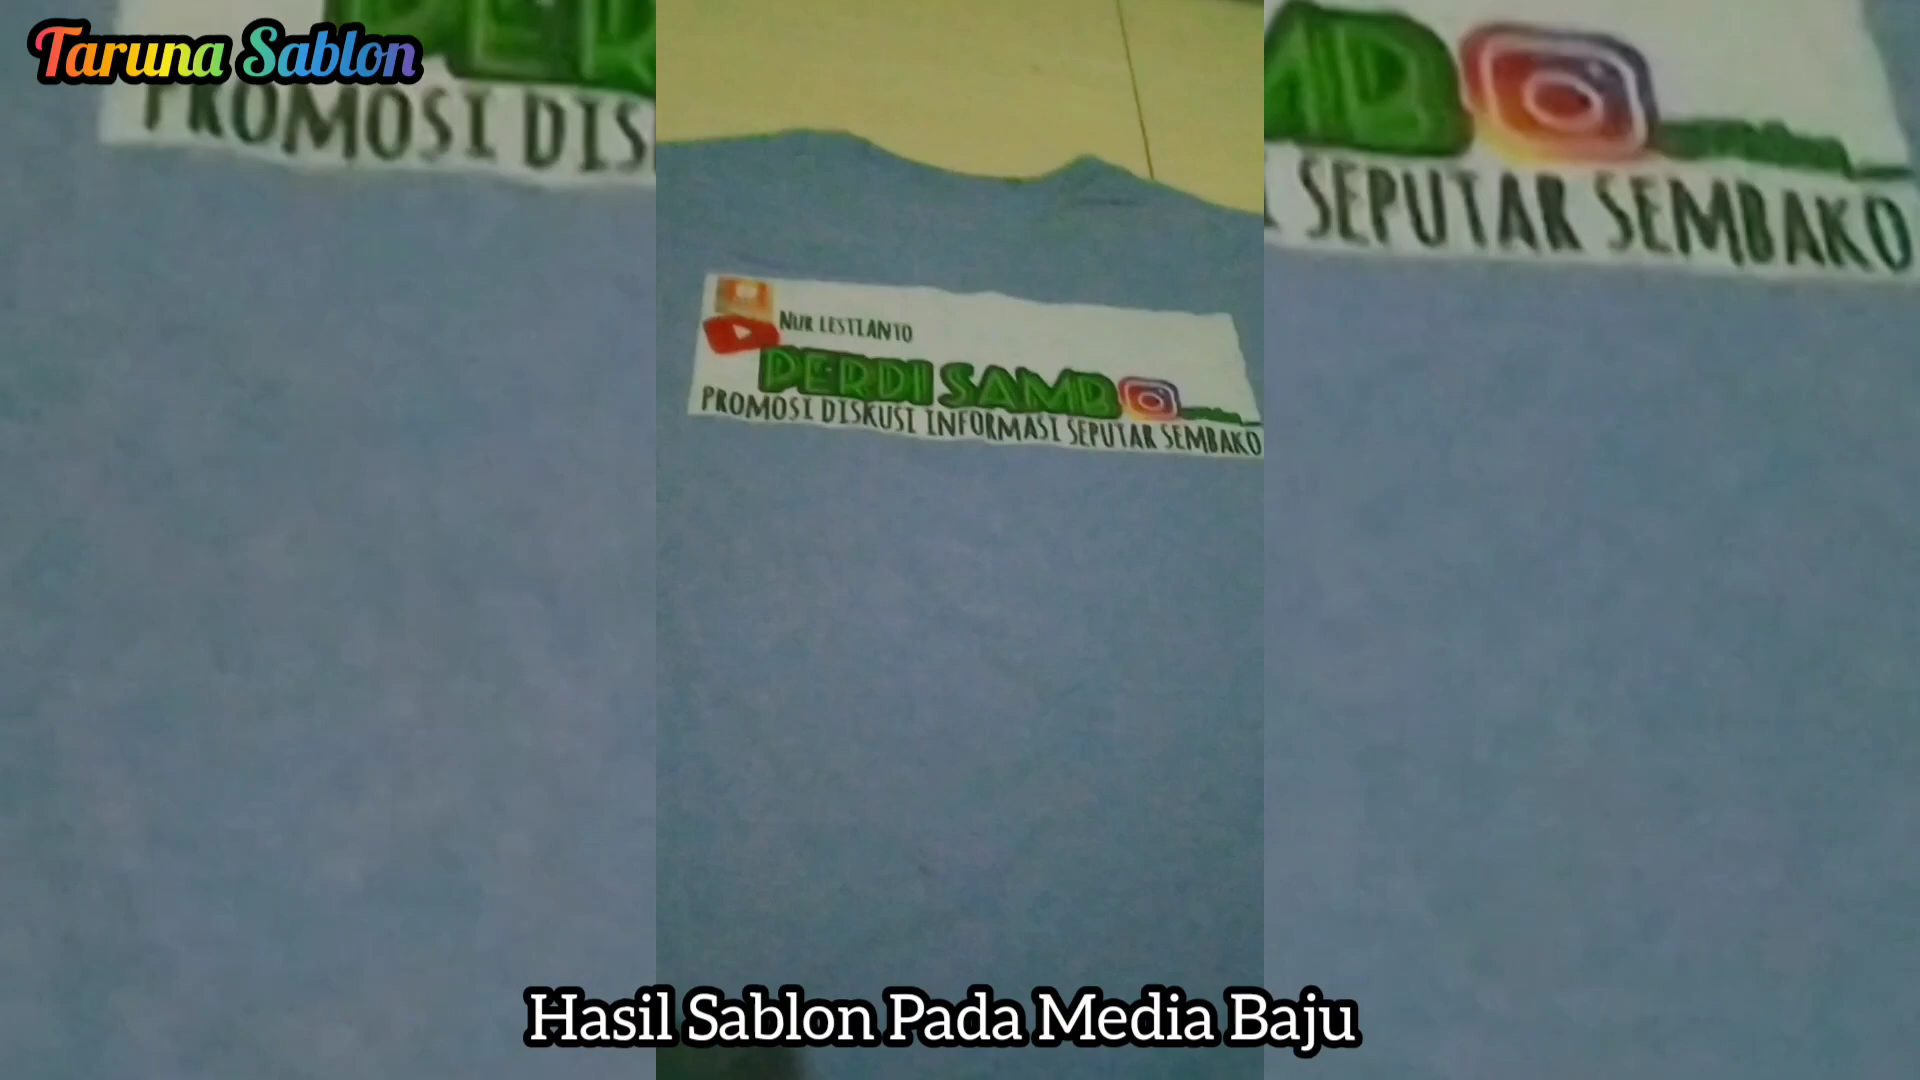 Taruna Sablon
NUR LESTIANTO
PERDI SAMB
PROMOSI DISKUSI INFORMASI SEPUTAR SEMBAKO
PROMOSI DIS
SEPUTAR SEMBAKO
Hasil Sablon Pada Media Baju